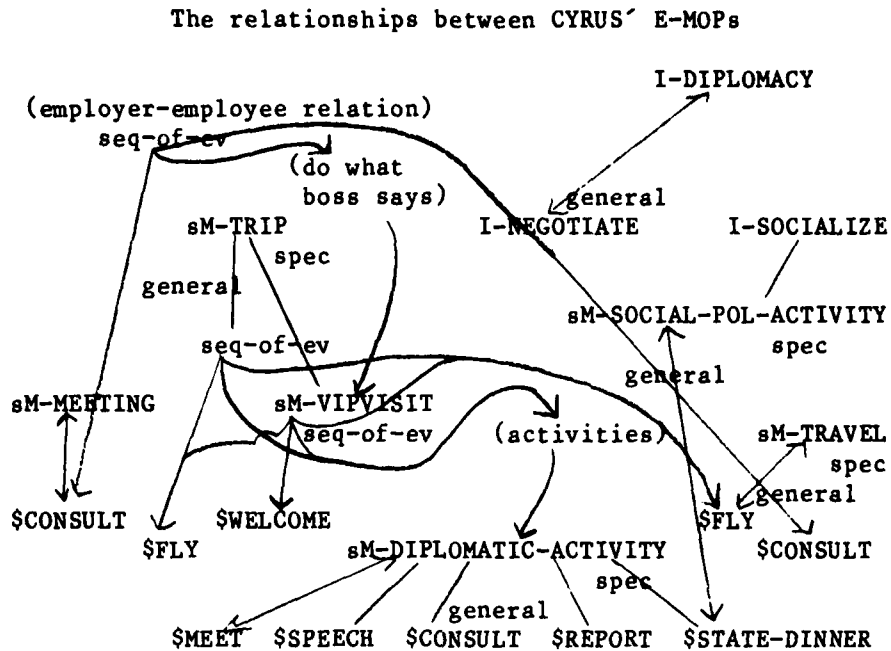 The relationships between CYRUS´ E-MOPs
I-DIPLOMACY
(employer-employee relation)
seq-of-ev
(do what
boss says)
general
sM-TRIP
I-NEGOTIATE
I-SOCIALIZE
spec
general
sM-SOCIAL-POL-ACTIVITY
seq-of-ev
spec
general
sM-MEETING
sM-VIPVISIT
seq-of-ev
(activities)
sM-TRAVEL
spec
general
$CONSULT
$WELCOME
$FLY
$FLY
$CONSULT
sM-DIPLOMATIC-ACTIVITY
spec
general
$MEET
$SPEECH
$CONSULT
$REPORT
$STATE-DINNER